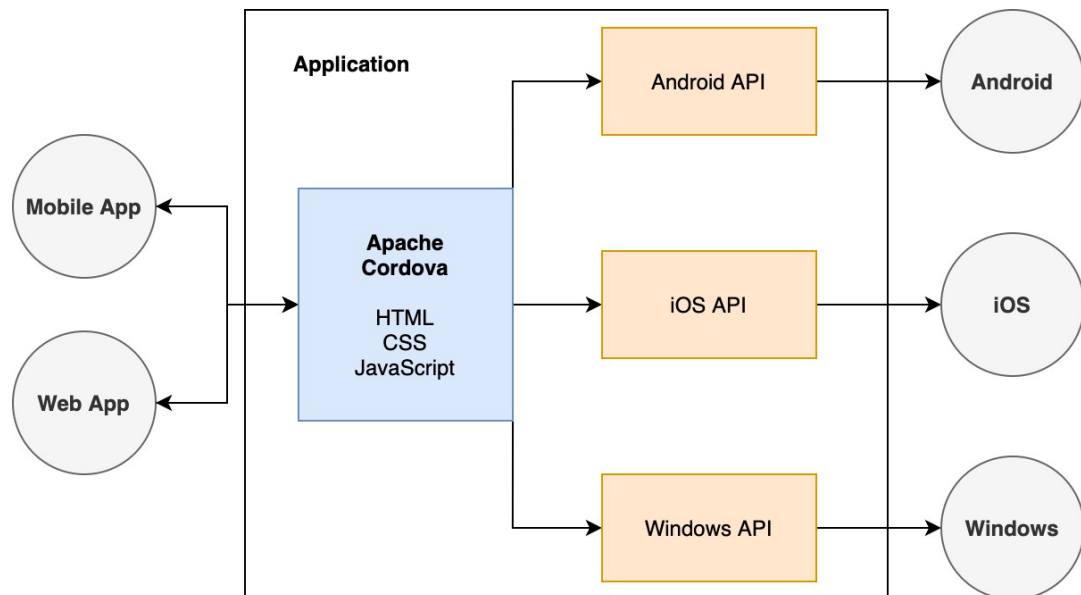 Application
Android API
Android
Mobile App
Apache
Cordova
HTML
CSS
JavaScript
iOS API
iOS
Web App
Windows API
Windows